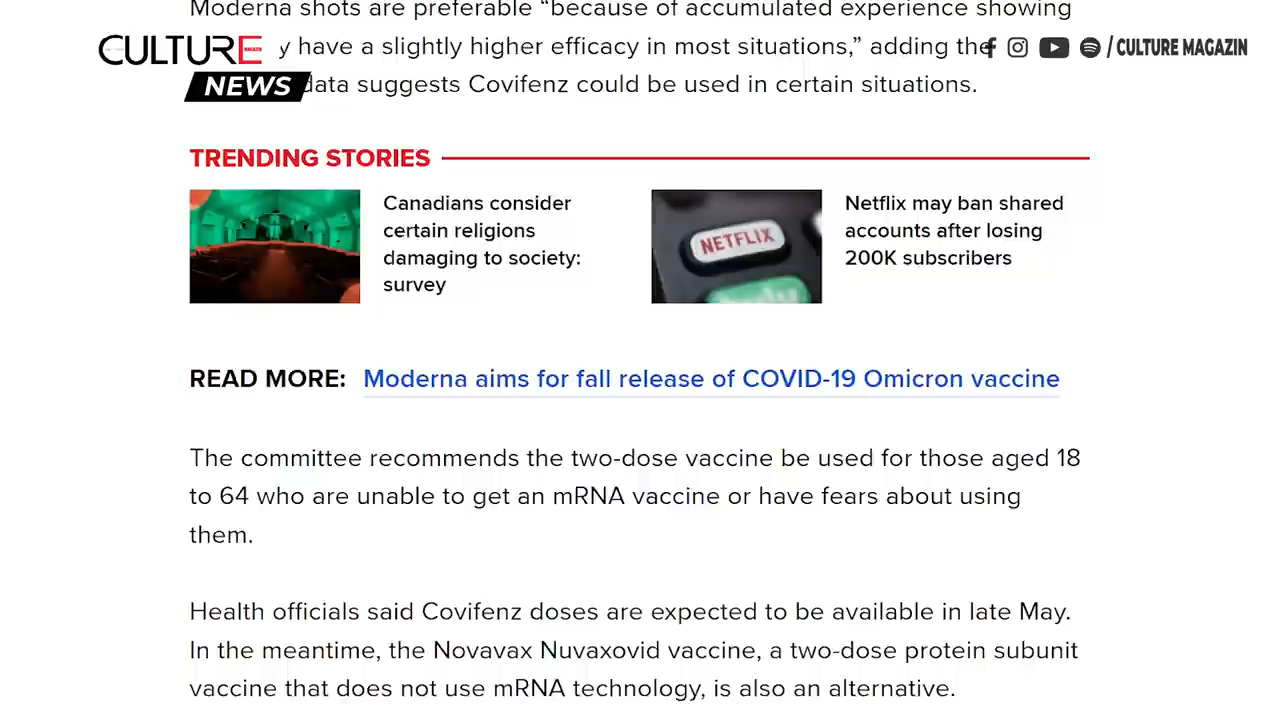 Moderna shots are preferable “because of accumulated experience showing
CULTURE
y have a slightly higher efficacy in most situations,” adding the
/ CULTURE MAGAZIN
NEWS
data suggests Covifenz could be used in certain situations.
TRENDING STORIES
Canadians consider
certain religions
damaging to society:
survey
NETFLIX
Netflix may ban shared
accounts after losing
200K subscribers
READ MORE: Moderna aims for fall release of COVID-19 Omicron vaccine
The committee recommends the two-dose vaccine be used for those aged 18
to 64 who are unable to get an mRNA vaccine or have fears about using
them.
Health officials said Covifenz doses are expected to be available in late May.
In the meantime, the Novavax Nuvaxovid vaccine, a two-dose protein subunit
vaccine that does not use mRNA technology, is also an alternative.